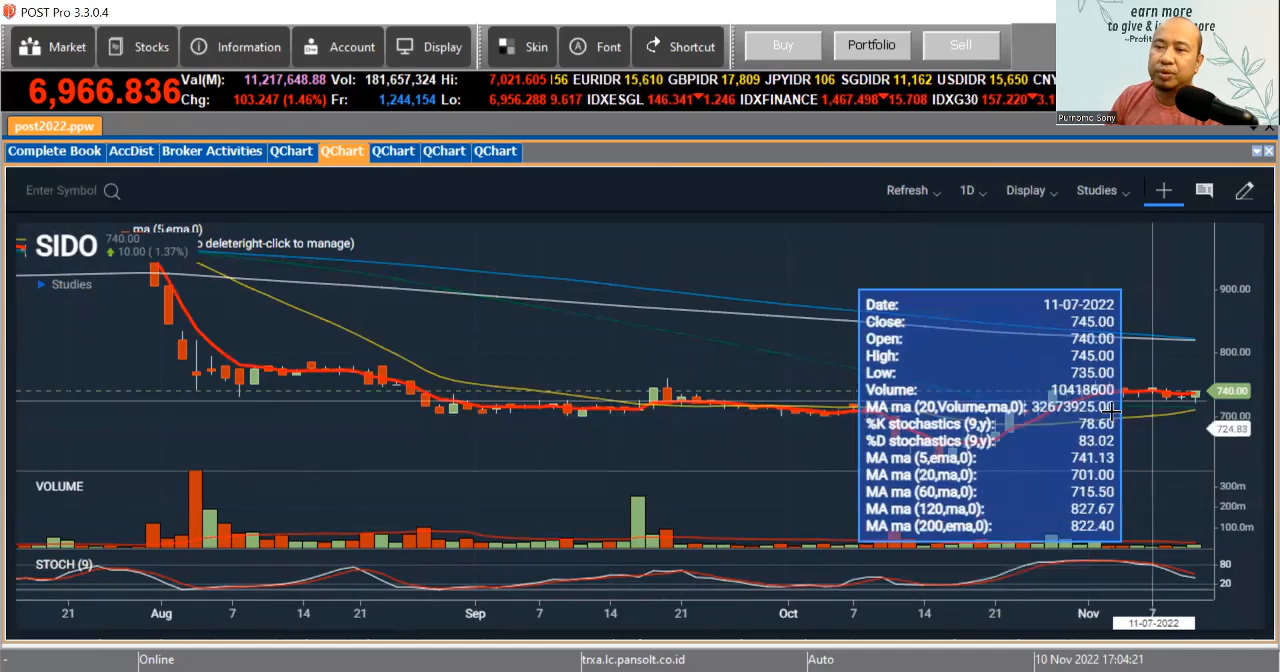 POST Pro 3.3.0.4
earn more
Market Stocks Information Account Display Skin Font Shortcut Buy Portfolio Sell
Purnomo Sony
6,966.836
Val(M): 11,217,648.88 Vol: 181,657,324 Hi: 7,021.605 EURIDR 15,610 GBPIDR 17,809 JPYIDR 106 SGDIDR 11,162 USDIDR 15,650 CNY
Chg: 103.247 (1.46%) Fr: 1,244,154 Lo: 6,956.288 9.617 IDXESGL 146.341 1.246 IDXFINANCE 1,467.498 15.708 IDXG30 157.220
post2022.ppw
Complete Book AccDist Broker Activities QChart QChart QChart QChart QChart
Enter Symbol Refresh 1D Display Studies
ma (5,ema,0)
SIDO 740.00
10.00 ( 1.37%)
o deleteright-click to manage)
Studies
900.00
800.00
740.00
700.00
724.83
Date: 11-07-2022
Close: 745.00
Open: 740.00
High: 745.00
Low: 735.00
Volume: 10418600
MA ma (20,Volume,ma,0): 32673925.00
%K stochastics (9,y): 78.60
%D stochastics (9,y): 83.02
MA ma (5,ema,0): 741.13
MA ma (20,ma,0): 701.00
MA ma (60,ma,0): 715.50
MA ma (120,ma,0): 827.67
MA ma (200,ema,0): 822.40
VOLUME
300m
200m
100.0m
STOCH (9)
80
20
21 Aug 7 14 21 Sep 7 14 21 Oct 7 14 21 Nov 7
11-07-2022
- Online trxa.lc.pansolt.co.id Auto 10 Nov 2022 17:04:21